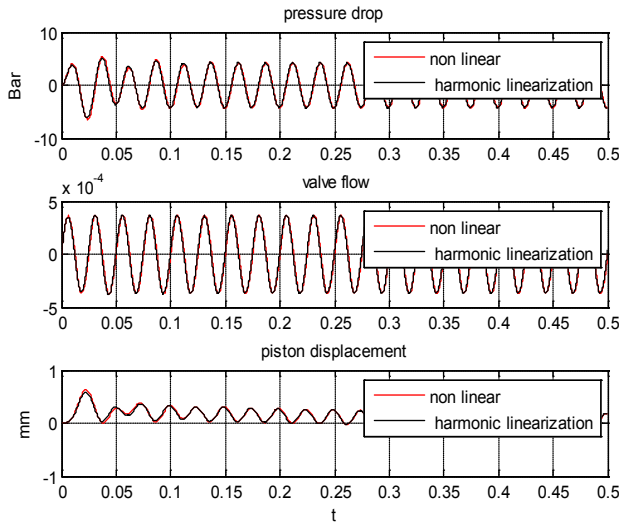 pressure drop
10
0
-10
Bar
non linear
harmonic linearization
0 0.05 0.1 0.15 0.2 0.25 0.3 0.35 0.4 0.45 0.5
x 10-4
valve flow
5
0
-5
non linear
harmonic linearization
0 0.05 0.1 0.15 0.2 0.25 0.3 0.35 0.4 0.45 0.5
piston displacement
1
0
-1
mm
non linear
harmonic linearization
0 0.05 0.1 0.15 0.2 0.25 0.3 0.35 0.4 0.45 0.5
t